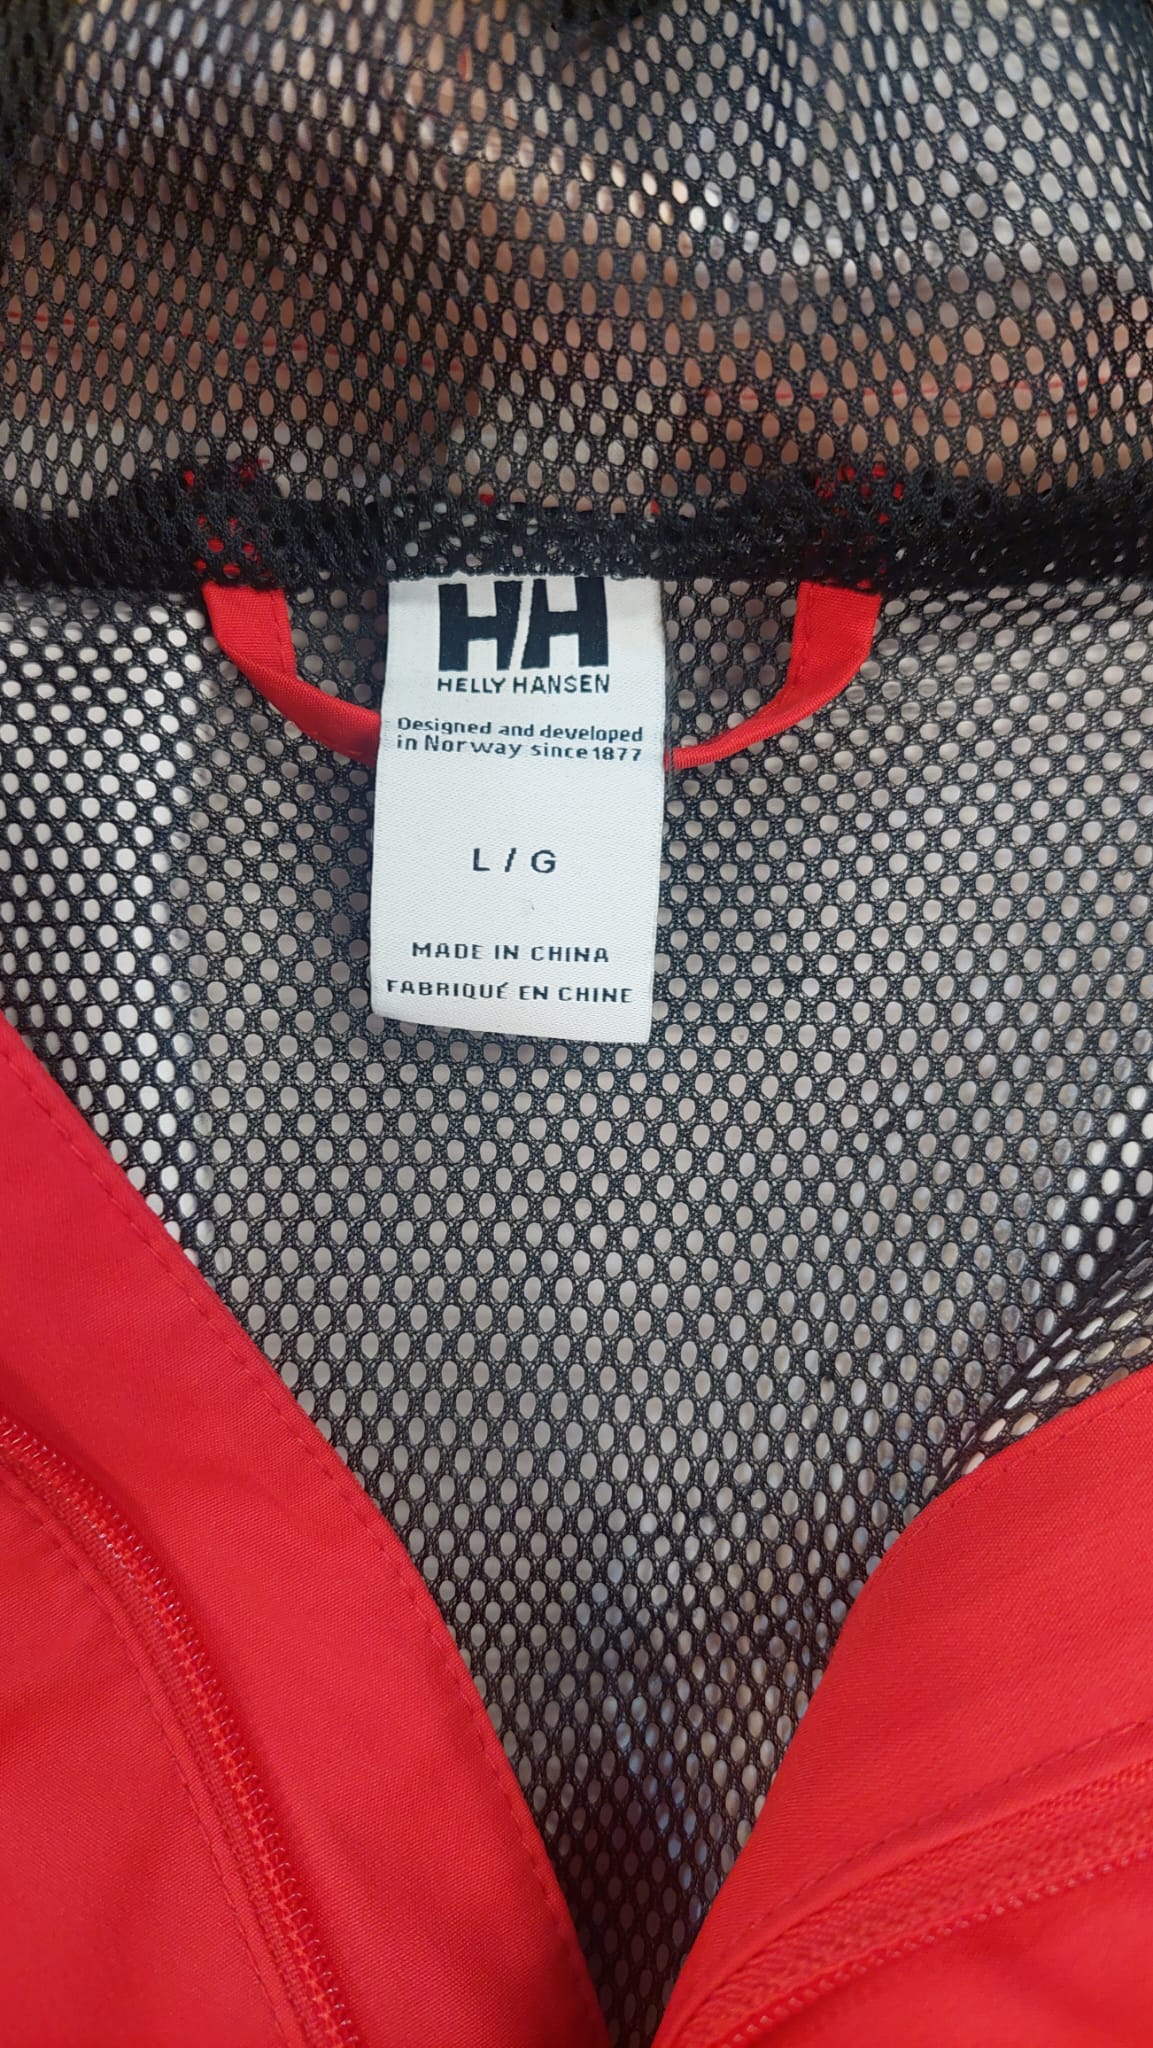 HH
HELLY HANSEN
Designed and developed
in Norway since 1877
L / G
MADE IN CHINA
FABRIQUÉ EN CHINE